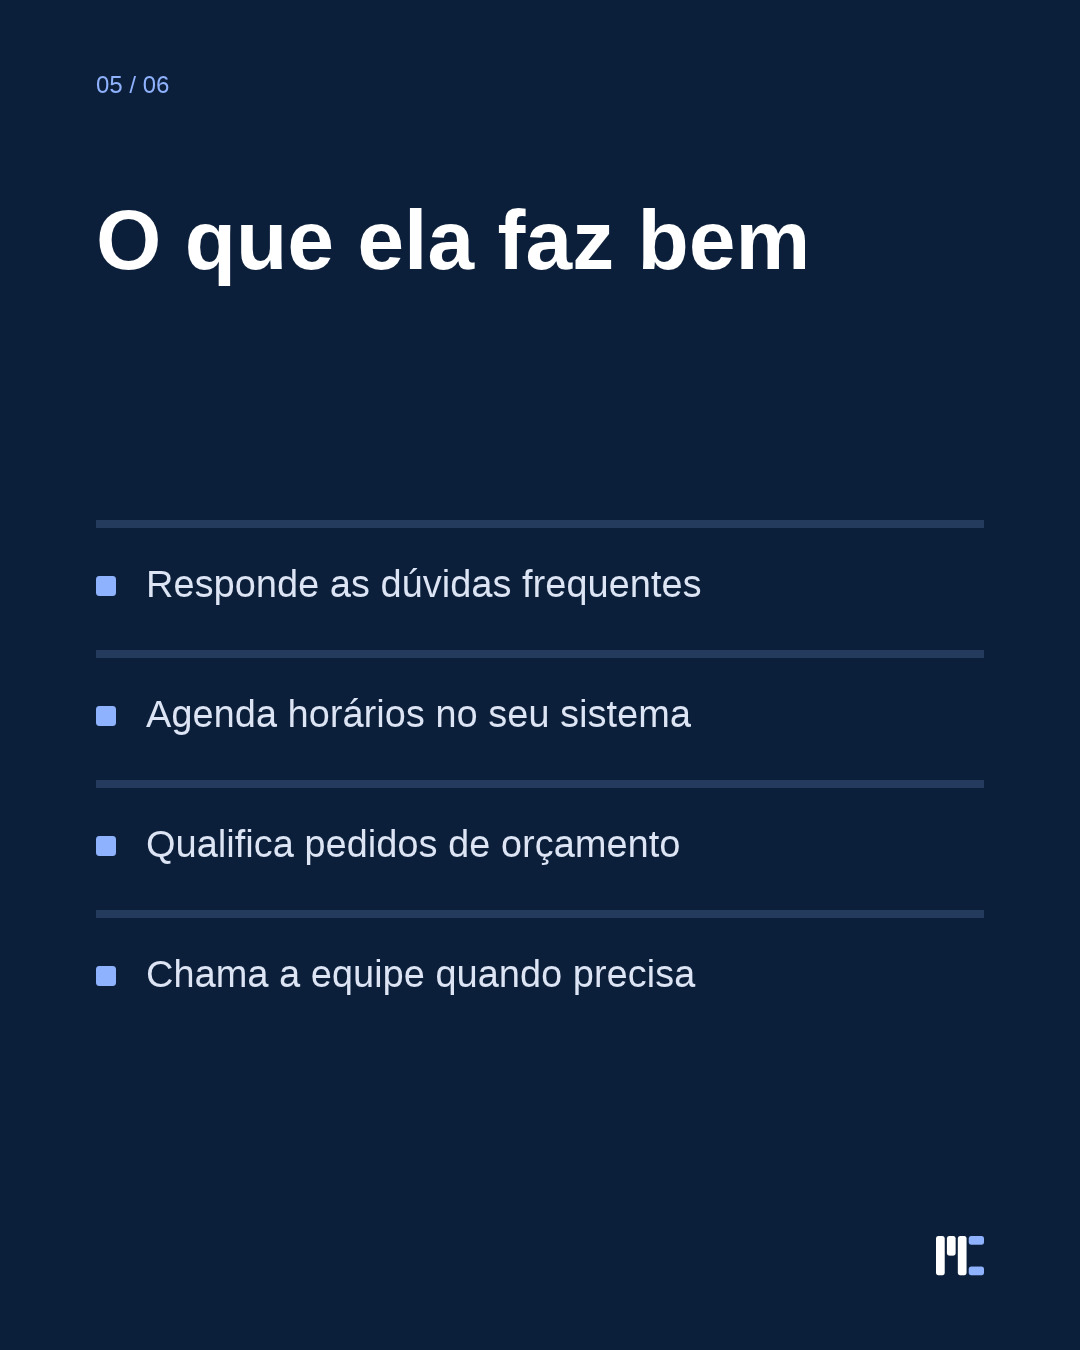 05 / 06
O que ela faz bem
Responde as dúvidas frequentes
Agenda horários no seu sistema
Qualifica pedidos de orçamento
Chama a equipe quando precisa
MC